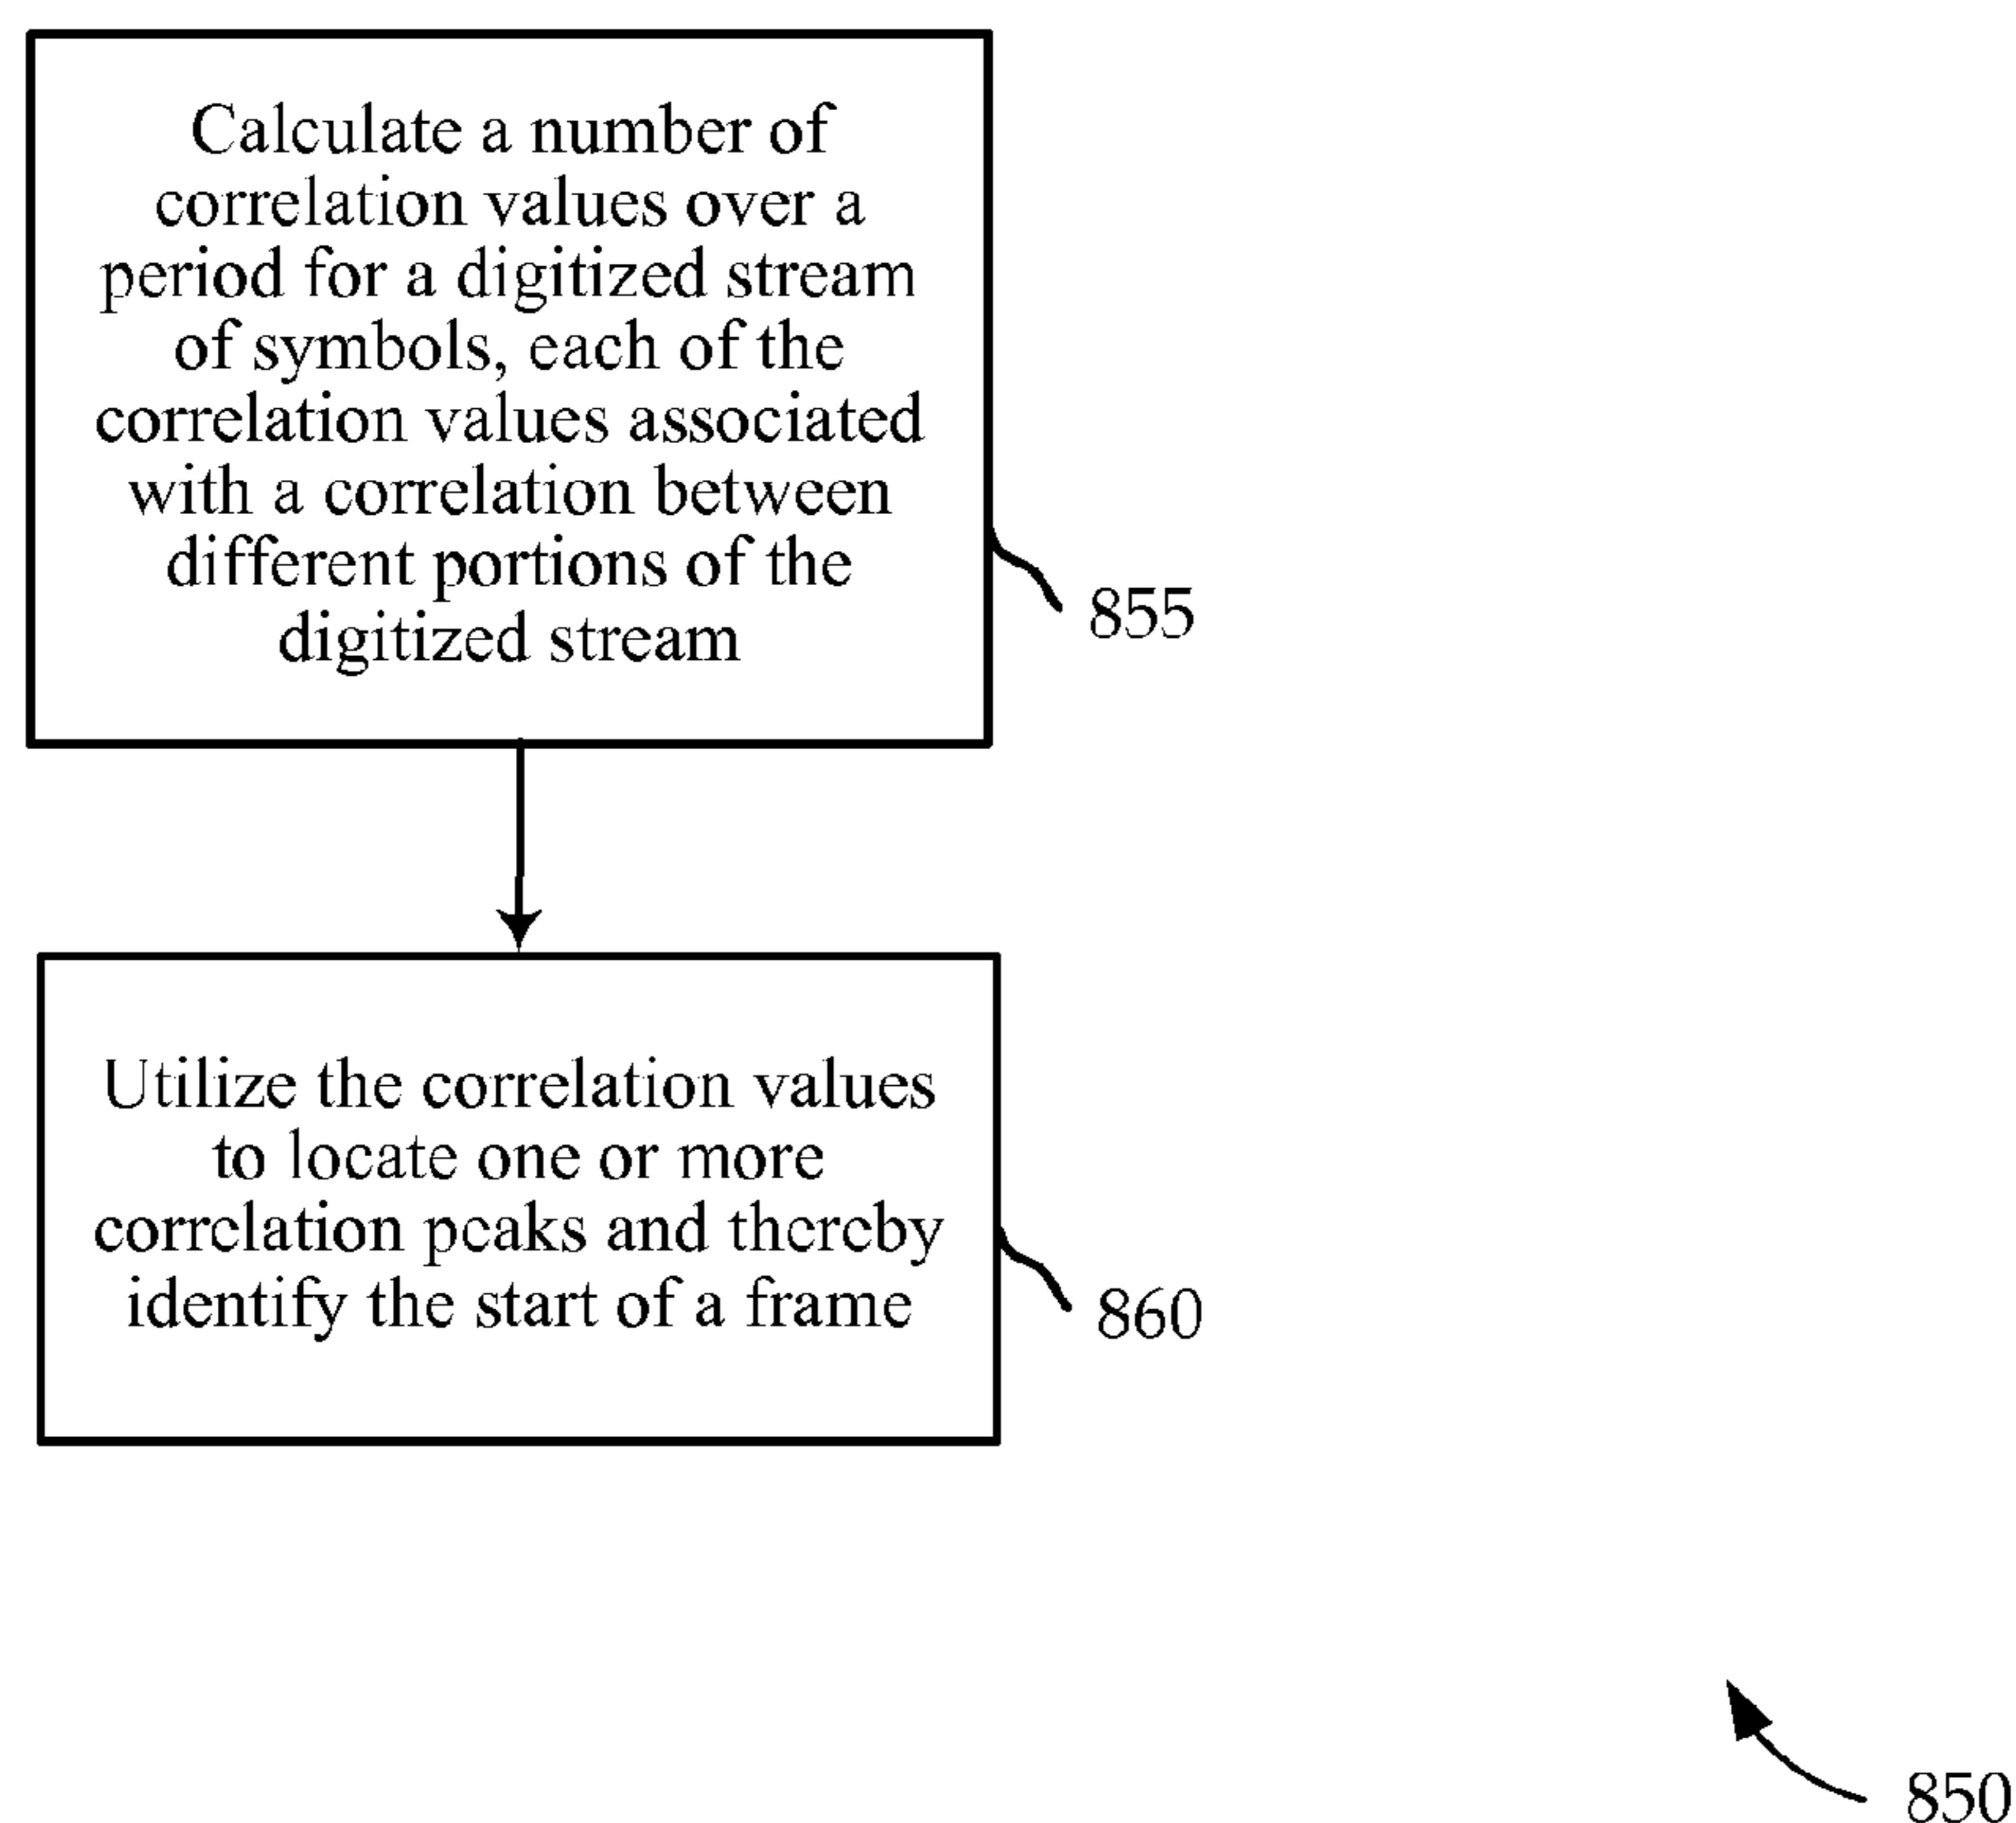 Calculate a number of
correlation values over a
period for a digitized stream
of symbols, each of the
correlation values associated
with a correlation between
different portions of the
digitized stream
855
Utilize the correlation values
to locate one or more
correlation peaks and thereby
identify the start of a frame
860
850